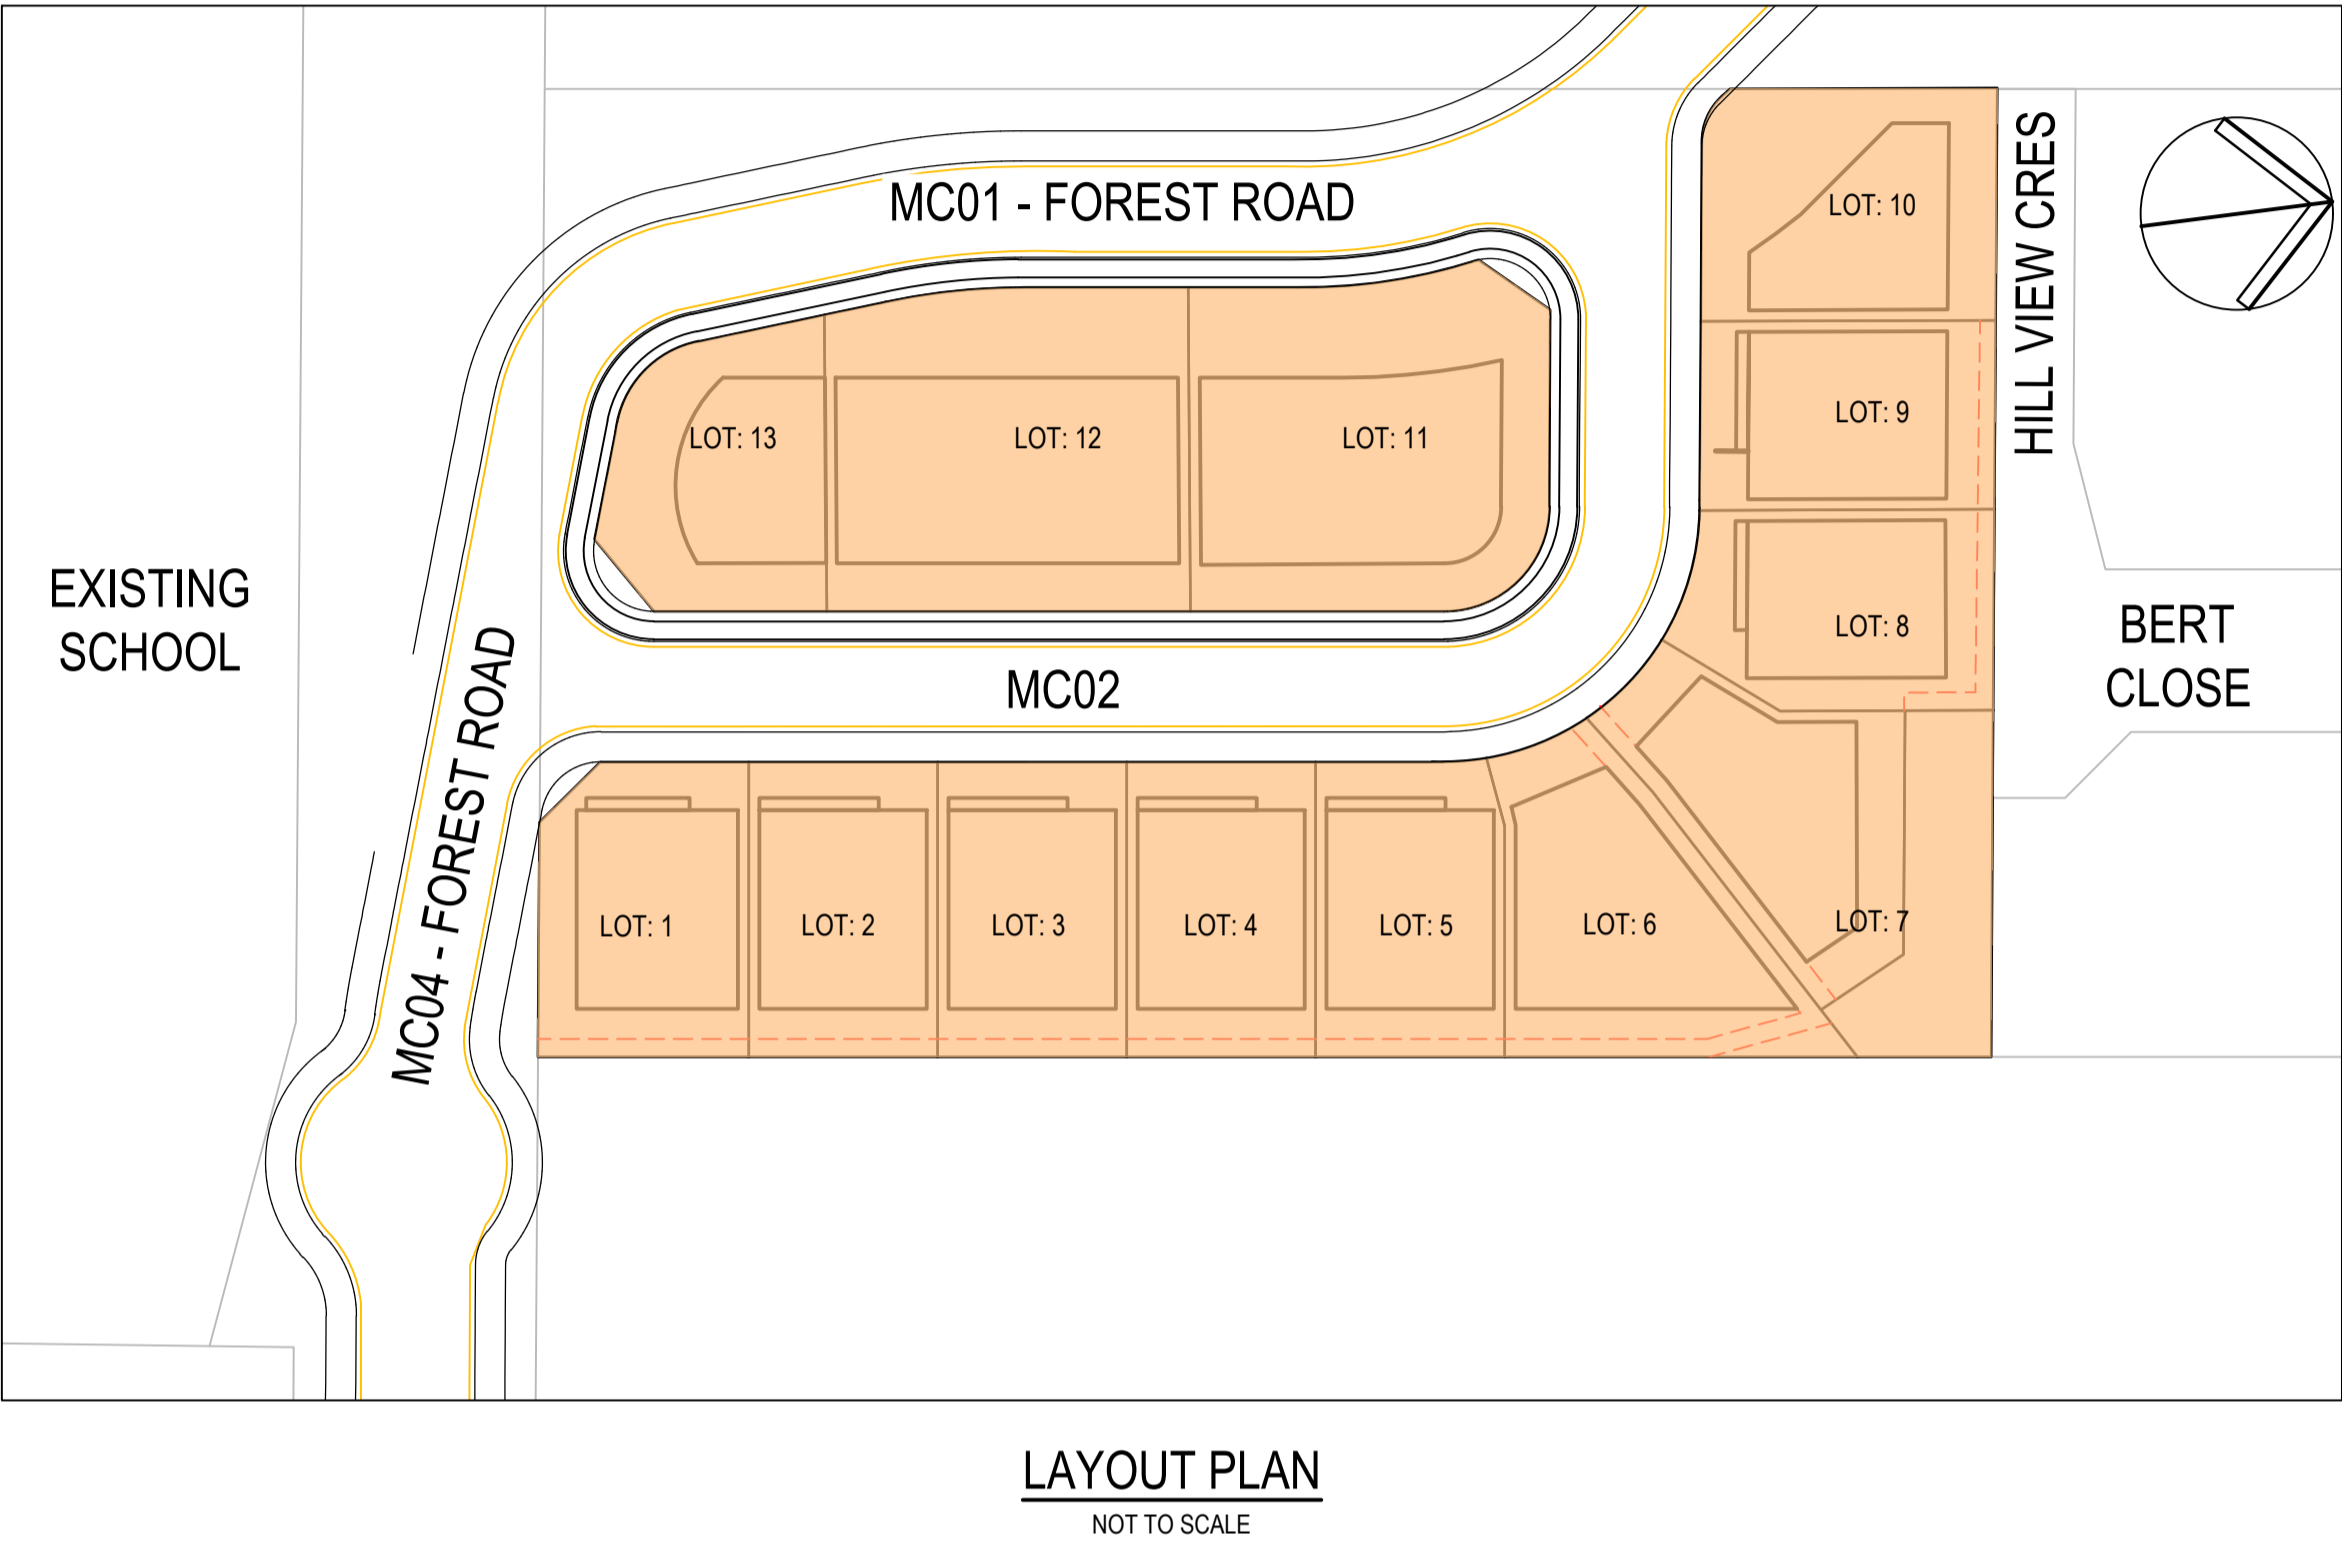 MC01 - FOREST ROAD
HILL VIEW CRES
LOT: 10
LOT: 9
LOT: 13
LOT: 12
LOT: 11
EXISTING
SCHOOL
LOT: 8
BERT
CLOSE
MC02
MC04 - FOREST ROAD
LOT: 1
LOT: 2
LOT: 3
LOT: 4
LOT: 5
LOT: 6
LOT: 7
LAYOUT PLAN
NOT TO SCALE